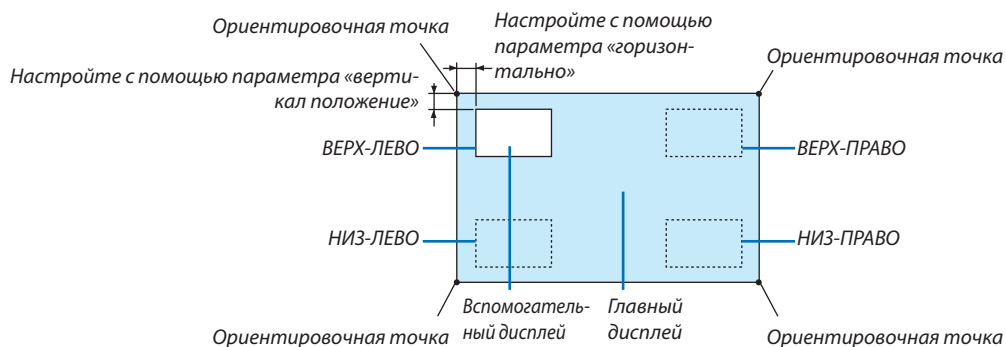 Ориентировочная точка
Настройте с помощью
параметра «горизон-
тально»
Ориентировочная точка
Настройте с помощью параметра «верти-
кал положение»
ВЕРХ-ЛЕВО
ВЕРХ-ПРАВО
НИЗ-ЛЕВО
НИЗ-ПРАВО
Ориентировочная точка
Вспомогатель-
ный дисплей
Главный
дисплей
Ориентировочная точка